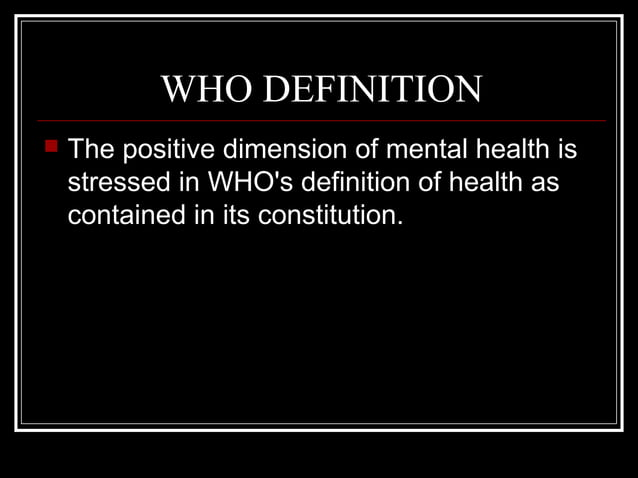 WHO DEFINITION
The positive dimension of mental health is
stressed in WHO's definition of health as
contained in its constitution.